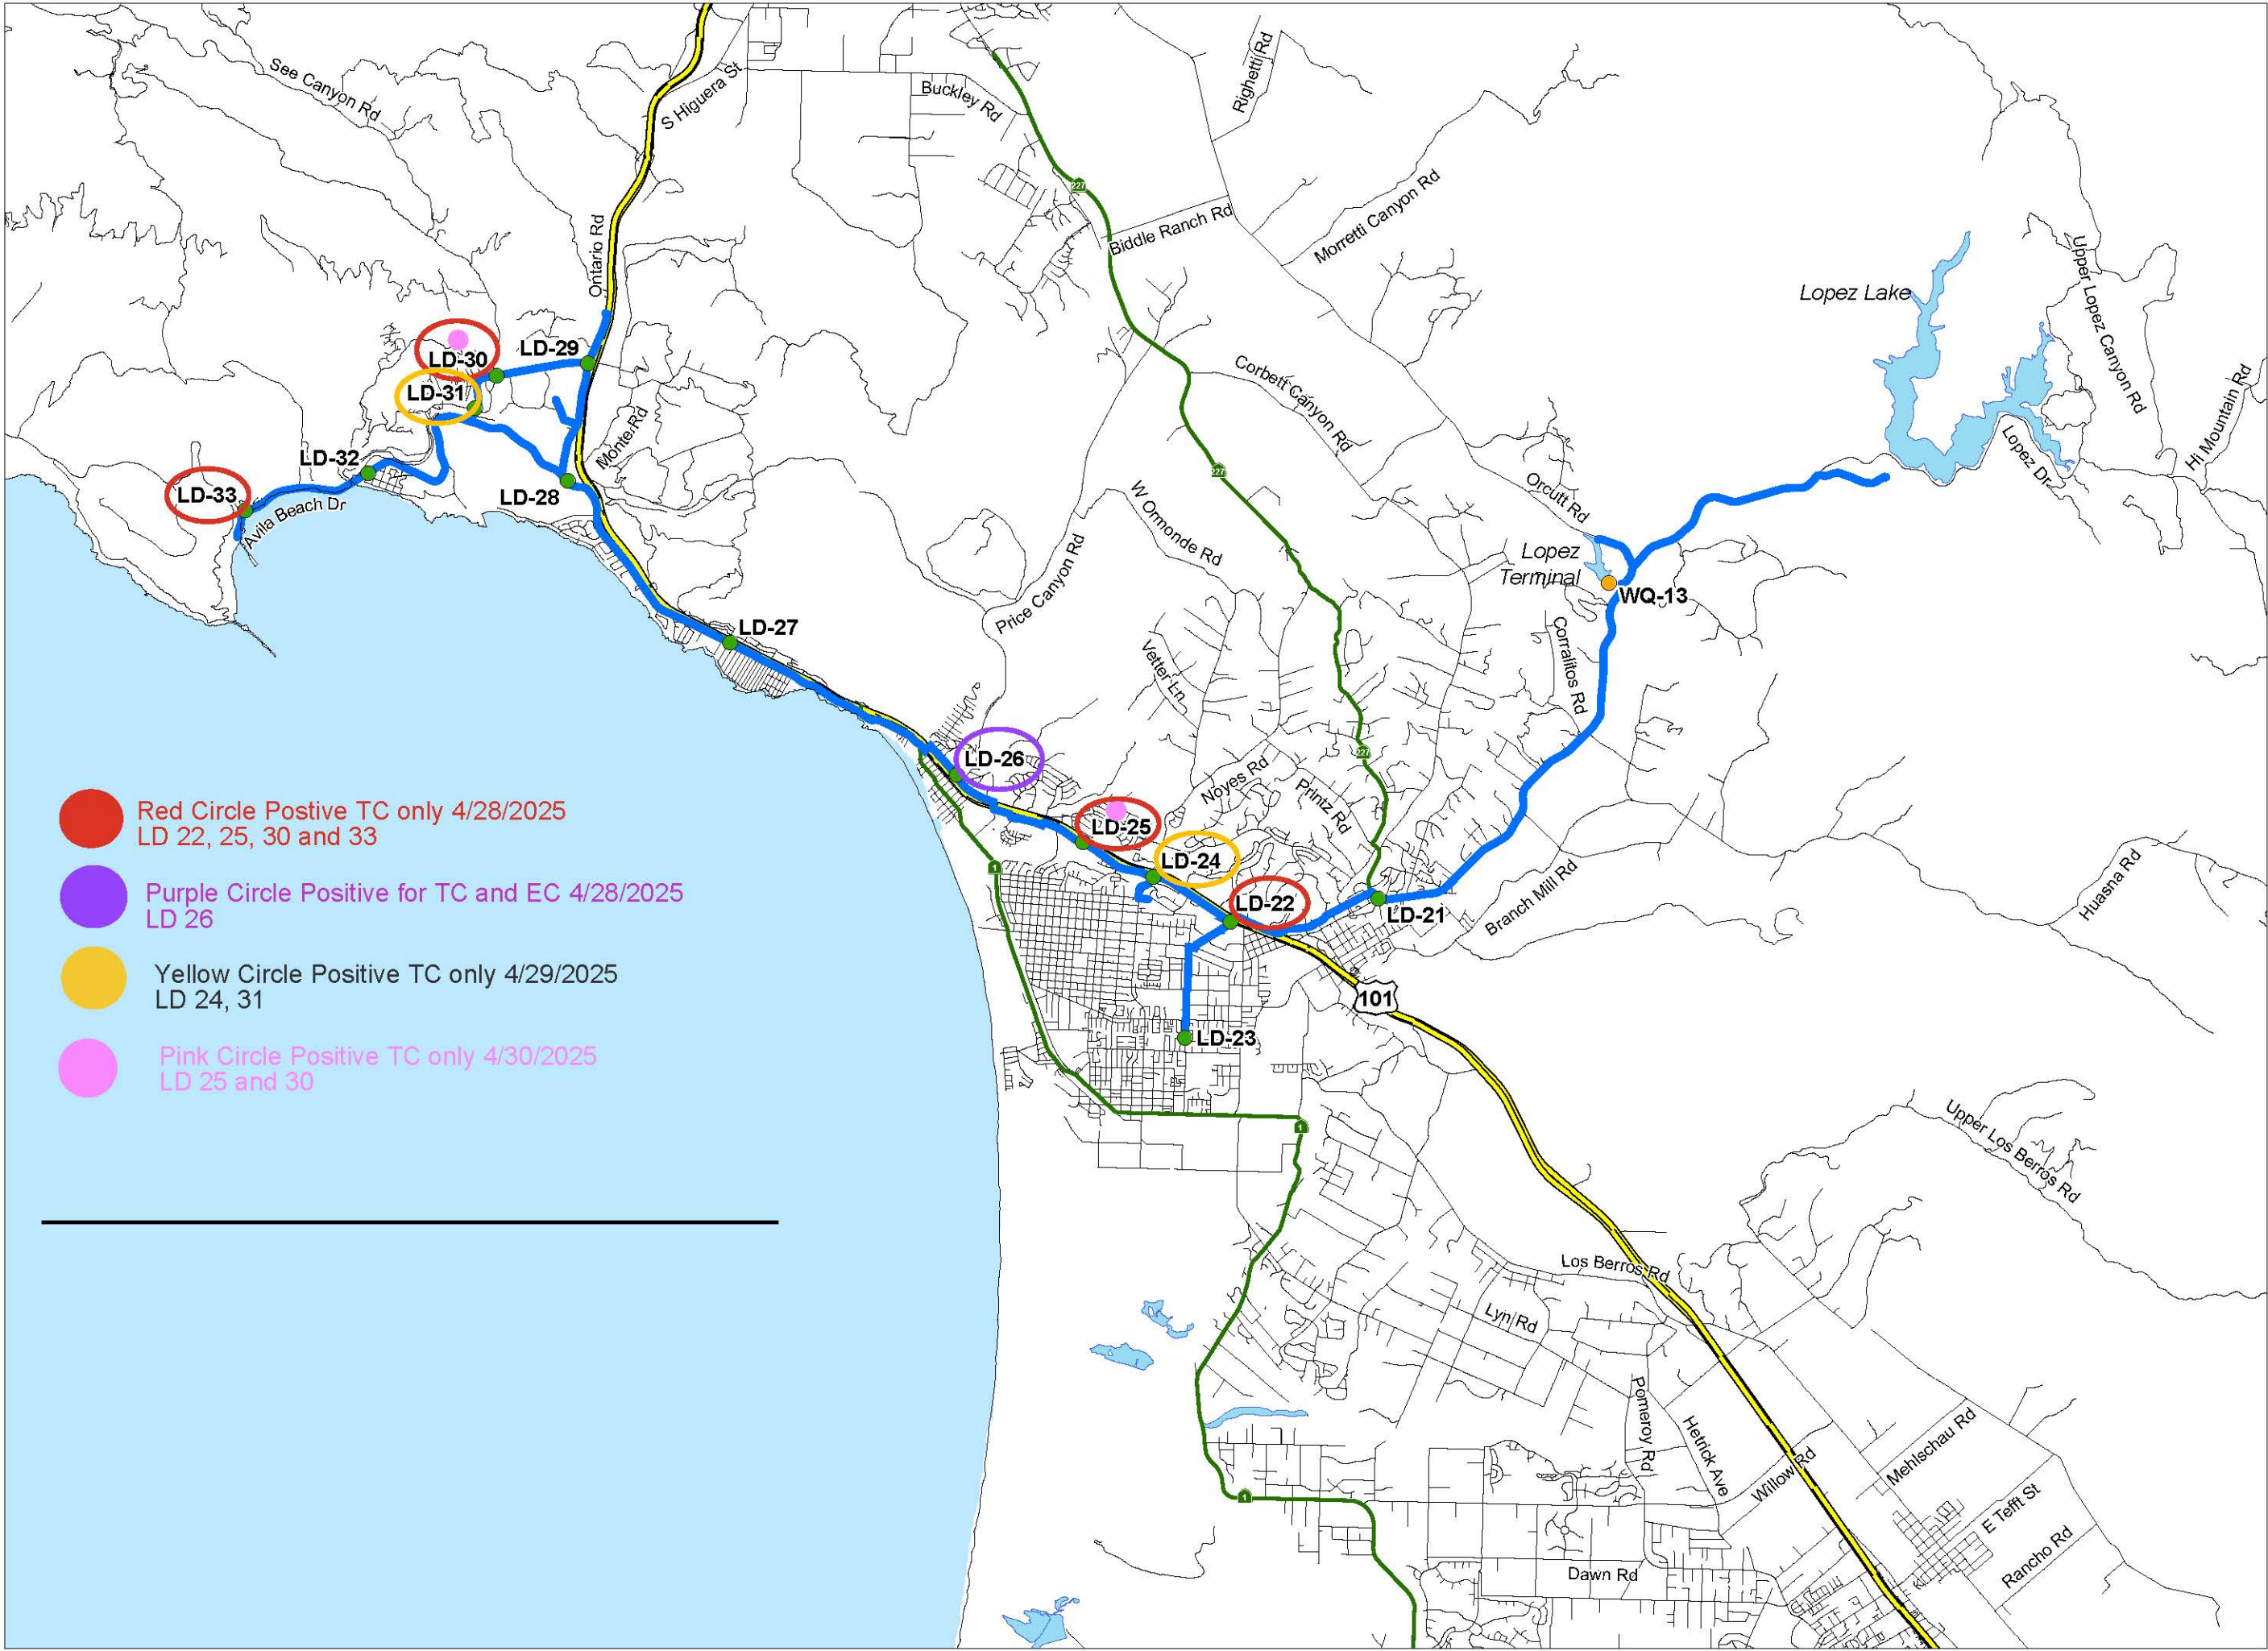 See Canyon Rd
S Higuera St
Buckley Rd
Righetti Rd
227
Biddle Ranch Rd
Morretti Canyon Rd
Ontario Rd
Lopez Lake
Upper Lopez Canyon Rd
LD-30
LD-29
LD-31
Corbett Canyon Rd
Hi Mountain Rd
Monte Rd
LD-32
227
Lopez Dr
LD-33
LD-28
Avila Beach Dr
W Ormonde Rd
Orcutt Rd
Lopez
Terminal
WQ-13
Price Canyon Rd
LD-27
Vetter Ln
Corralitos Rd
LD-26
227
Noyes Rd
Printz Rd
LD-25
LD-24
1
LD-22
LD-21
Branch Mill Rd
Huasna Rd
Red Circle Postive TC only 4/28/2025
LD 22, 25, 30 and 33
Purple Circle Positive for TC and EC 4/28/2025
LD 26
Yellow Circle Positive TC only 4/29/2025
LD 24, 31
Pink Circle Positive TC only 4/30/2025
LD 25 and 30
101
LD-23
1
Upper Los Berros Rd
Los Berros Rd
Lyn Rd
Pomeroy Rd
Hetrick Ave
Willow Rd
Mehlschau Rd
1
E Tefft St
Rancho Rd
Dawn Rd